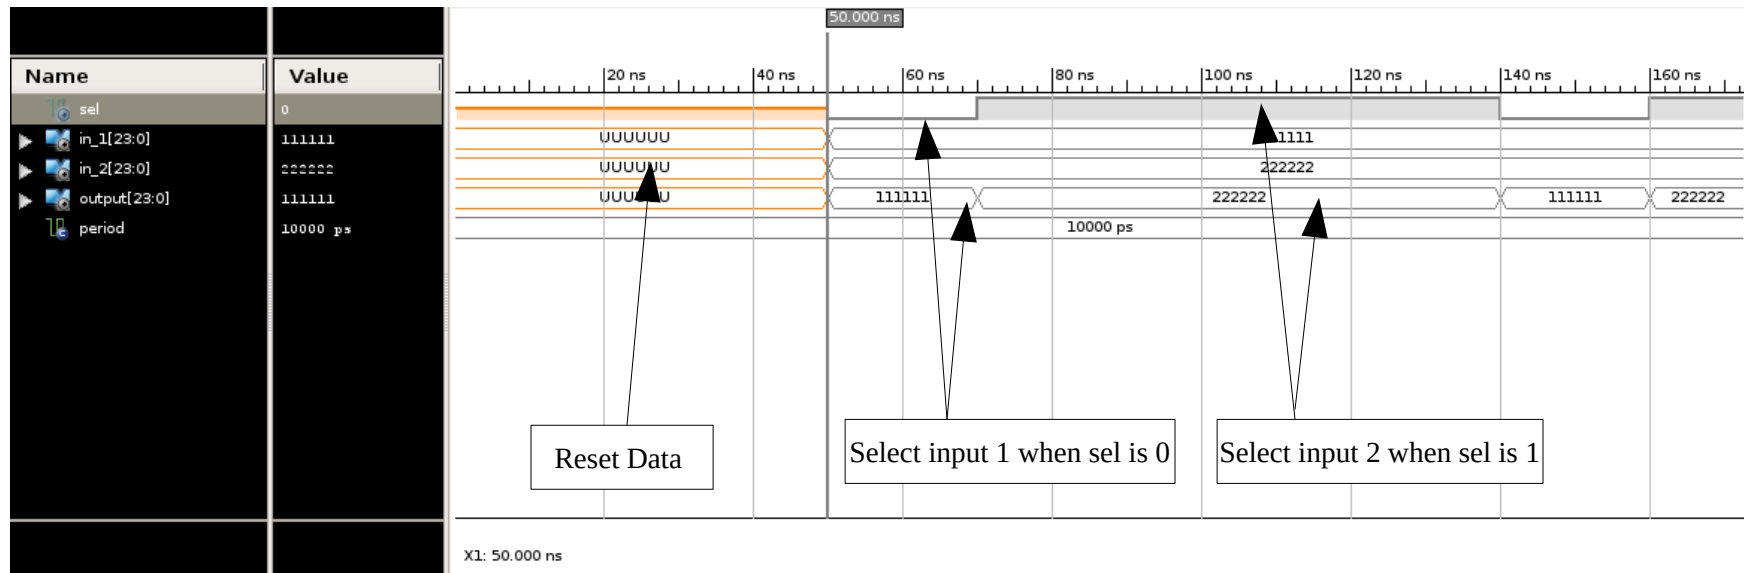 50.000 ns
Name Value
20 ns 40 ns 60 ns 80 ns 100 ns 120 ns 140 ns 160 ns
sel 0
in_1[23:0] 111111 UUUUUU 1111
in_2[23:0] 222222 UUUUUU 222222
output[23:0] 111111 UUUUUU 111111 222222 111111 222222
period 10000 ps 10000 ps
Reset Data
Select input 1 when sel is 0
Select input 2 when sel is 1
X1: 50.000 ns